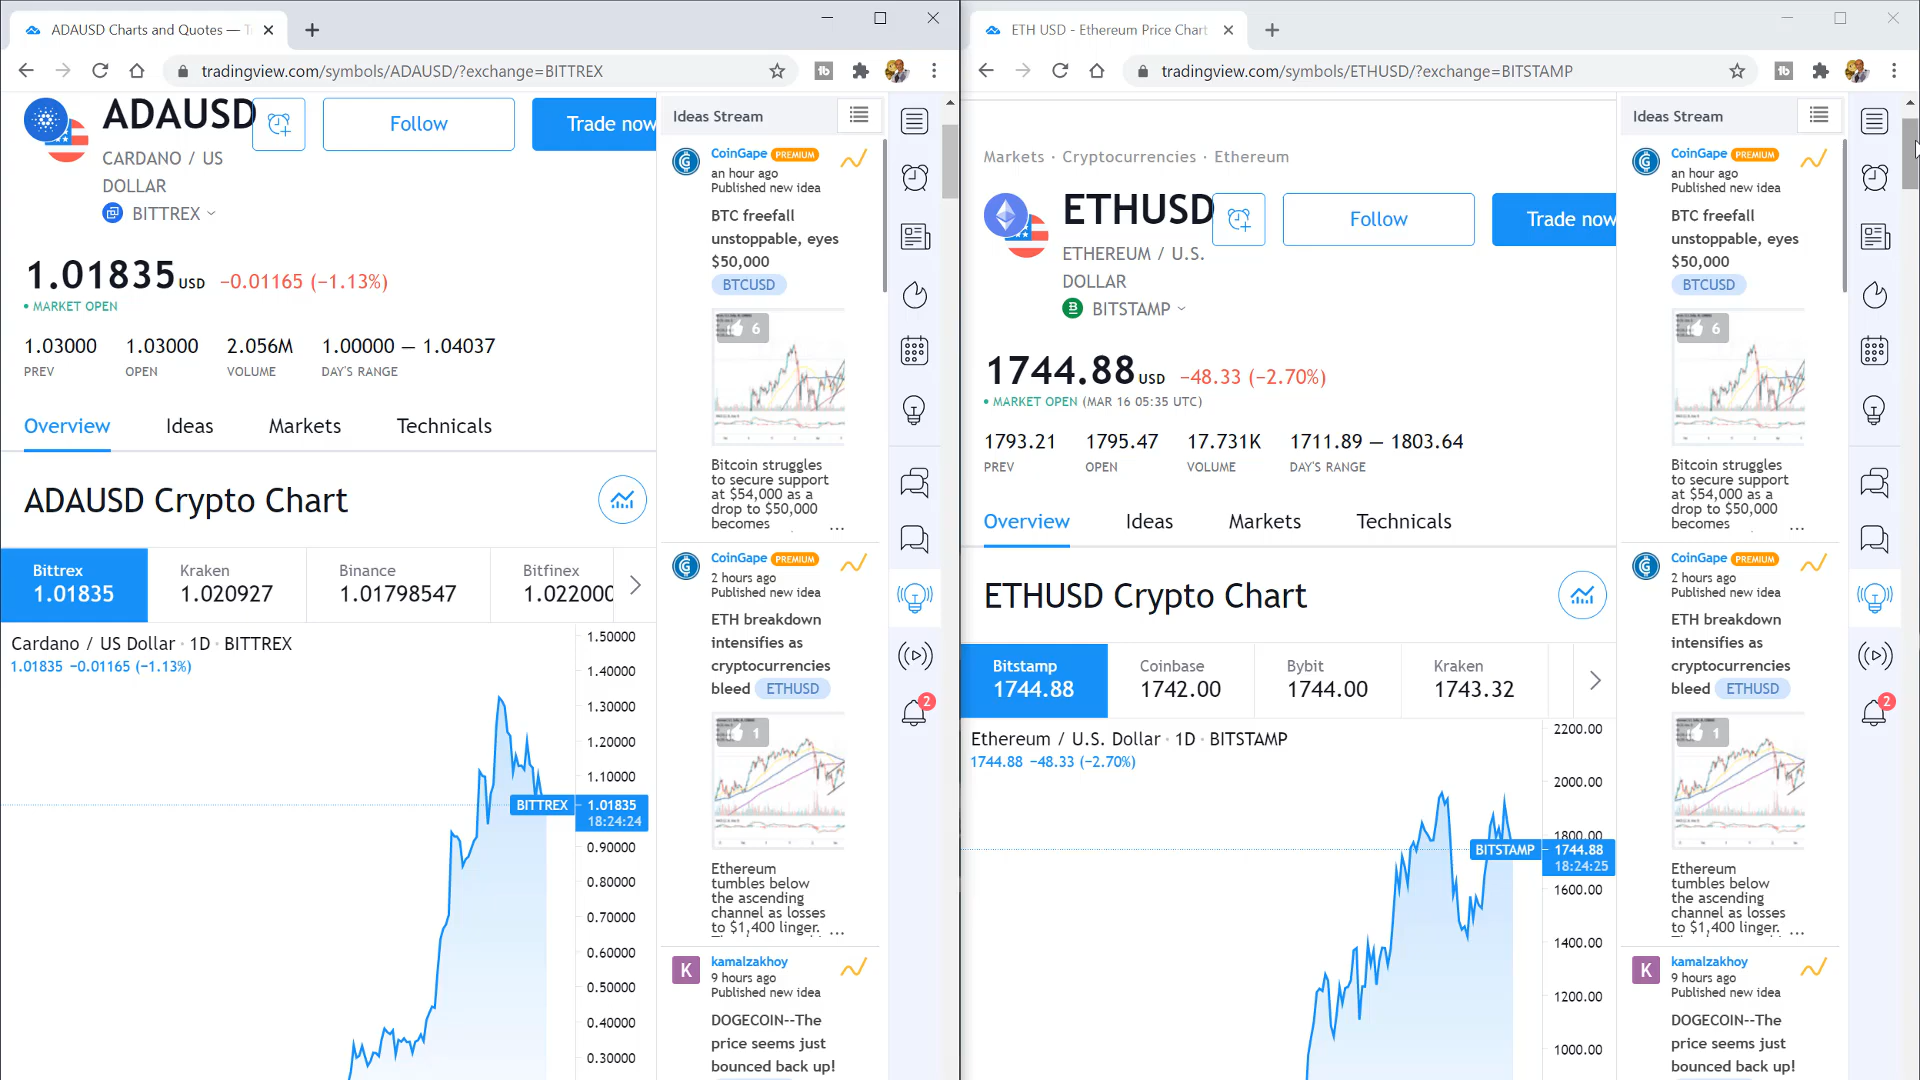 ADAUSD Charts and Quotes —
tradingview.com/symbols/ADAUSD/?exchange=BITTREX
ADAUSD
Follow
Trade now
CARDANO / US
DOLLAR
BITTREX
1.01835 USD −0.01165 (−1.13%)
• MARKET OPEN
1.03000 1.03000 2.056M 1.00000 — 1.04037
PREV OPEN VOLUME DAY'S RANGE
Overview Ideas Markets Technicals
ADAUSD Crypto Chart
Bittrex Kraken Binance Bitfinex
1.01835 1.020927 1.01798547 1.022000
Cardano / US Dollar · 1D · BITTREX
1.01835 −0.01165 (−1.13%)
1.50000
1.40000
1.30000
1.20000
1.10000
BITTREX 1.01835
18:24:24
0.90000
0.80000
0.70000
0.60000
0.50000
0.40000
0.30000
Ideas Stream
CoinGape PREMIUM
an hour ago
Published new idea
BTC freefall
unstoppable, eyes
$50,000
BTCUSD
6
Bitcoin struggles
to secure support
at $54,000 as a
drop to $50,000
becomes
...
CoinGape PREMIUM
2 hours ago
Published new idea
ETH breakdown
intensifies as
cryptocurrencies
bleed ETHUSD
1
Ethereum
tumbles below
the ascending
channel as losses
to $1,400 linger.
...
K
kamalzakhoy
9 hours ago
Published new idea
DOGECOIN--The
price seems just
bounced back up!
2
ETH USD - Ethereum Price Chart
tradingview.com/symbols/ETHUSD/?exchange=BITSTAMP
Markets · Cryptocurrencies · Ethereum
ETHUSD
Follow
Trade now
ETHEREUM / U.S.
DOLLAR
BITSTAMP
1744.88 USD −48.33 (−2.70%)
• MARKET OPEN (MAR 16 05:35 UTC)
1793.21 1795.47 17.731K 1711.89 — 1803.64
PREV OPEN VOLUME DAY'S RANGE
Overview Ideas Markets Technicals
ETHUSD Crypto Chart
Bitstamp Coinbase Bybit Kraken
1744.88 1742.00 1744.00 1743.32
Ethereum / U.S. Dollar · 1D · BITSTAMP
1744.88 −48.33 (−2.70%)
2200.00
2000.00
1800.00
BITSTAMP 1744.88
18:24:25
1600.00
1400.00
1200.00
1000.00
Ideas Stream
CoinGape PREMIUM
an hour ago
Published new idea
BTC freefall
unstoppable, eyes
$50,000
BTCUSD
6
Bitcoin struggles
to secure support
at $54,000 as a
drop to $50,000
becomes
...
CoinGape PREMIUM
2 hours ago
Published new idea
ETH breakdown
intensifies as
cryptocurrencies
bleed ETHUSD
1
Ethereum
tumbles below
the ascending
channel as losses
to $1,400 linger.
...
K
kamalzakhoy
9 hours ago
Published new idea
DOGECOIN--The
price seems just
bounced back up!
2